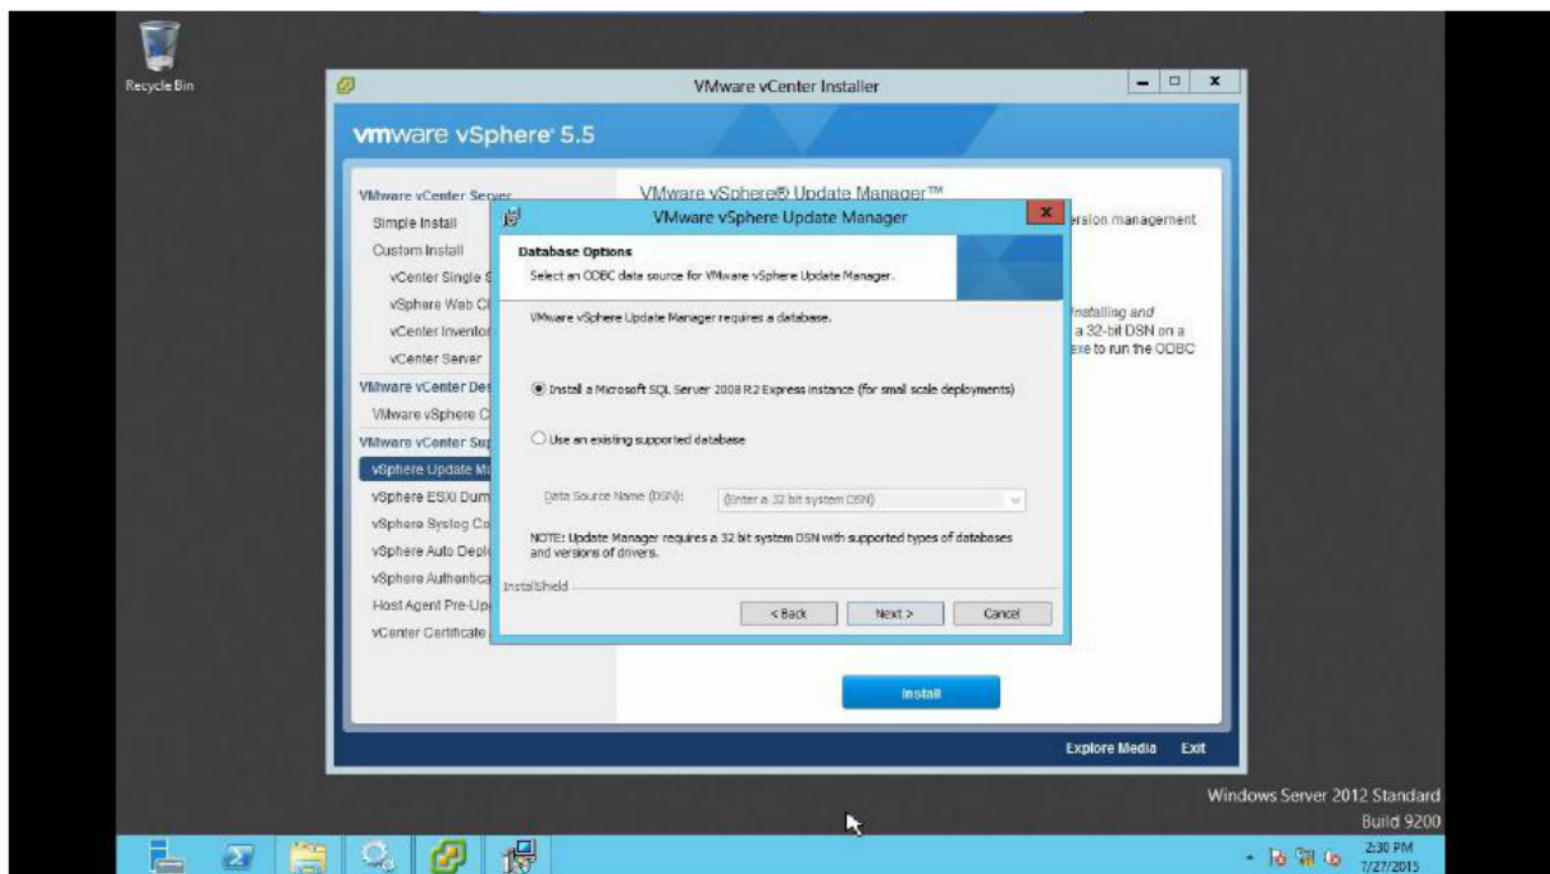 Recycle Bin
VMware vCenter Installer
vmware vSphere 5.5
VMware vCenter Server
Simple Install
Custom Install
vCenter Single S
vSphere Web Cl
vCenter Inventor
vCenter Server
VMware vCenter Des
VMware vSphere C
VMware vCenter Sup
vSphere Update Ma
vSphere ESXi Dum
vSphere Syslog Co
vSphere Auto Deplo
vSphere Authentica
Host Agent Pre-Up
vCenter Certificate
VMware vSphere® Update Manager™
ersion management
Installing and
a 32-bit DSN on a
exe to run the ODBC
VMware vSphere Update Manager
Database Options
Select an ODBC data source for VMware vSphere Update Manager.
VMware vSphere Update Manager requires a database.
Install a Microsoft SQL Server 2008 R2 Express instance (for small scale deployments)
Use an existing supported database
Data Source Name (DSN):
(Enter a 32 bit system DSN)
NOTE: Update Manager requires a 32 bit system DSN with supported types of databases
and versions of drivers.
InstallShield
< Back
Next >
Cancel
Install
Explore Media
Exit
Windows Server 2012 Standard
Build 9200
2:30 PM
7/27/2015